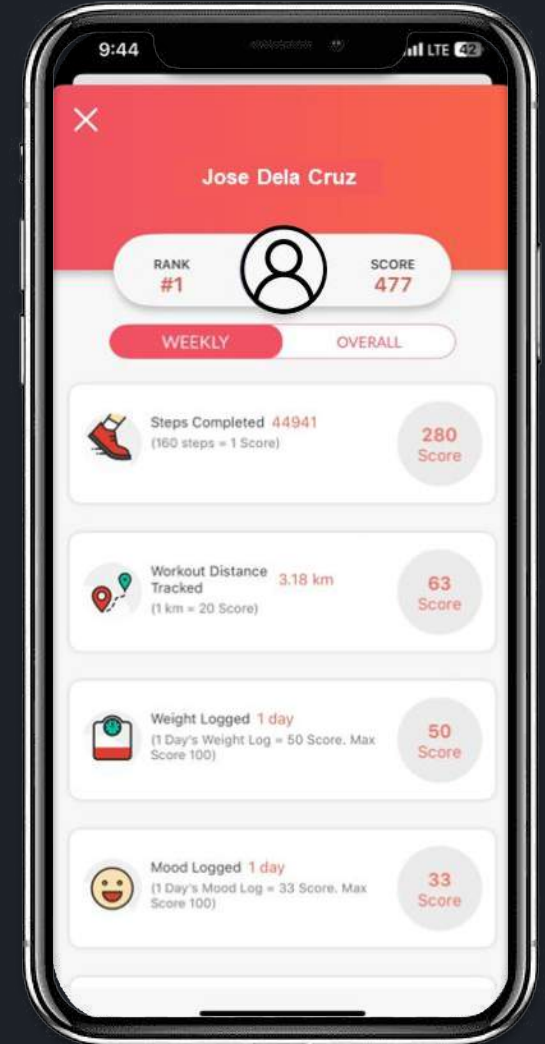 9:44
LTE 42
Jose Dela Cruz
RANK
#1
SCORE
477
WEEKLY
OVERALL
Steps Completed 44941
(160 steps = 1 Score)
280
Score
Workout Distance
Tracked
3.18 km
(1 km = 20 Score)
63
Score
Weight Logged 1 day
(1 Day's Weight Log = 50 Score. Max
Score 100)
50
Score
Mood Logged 1 day
(1 Day's Mood Log = 33 Score. Max
Score 100)
33
Score